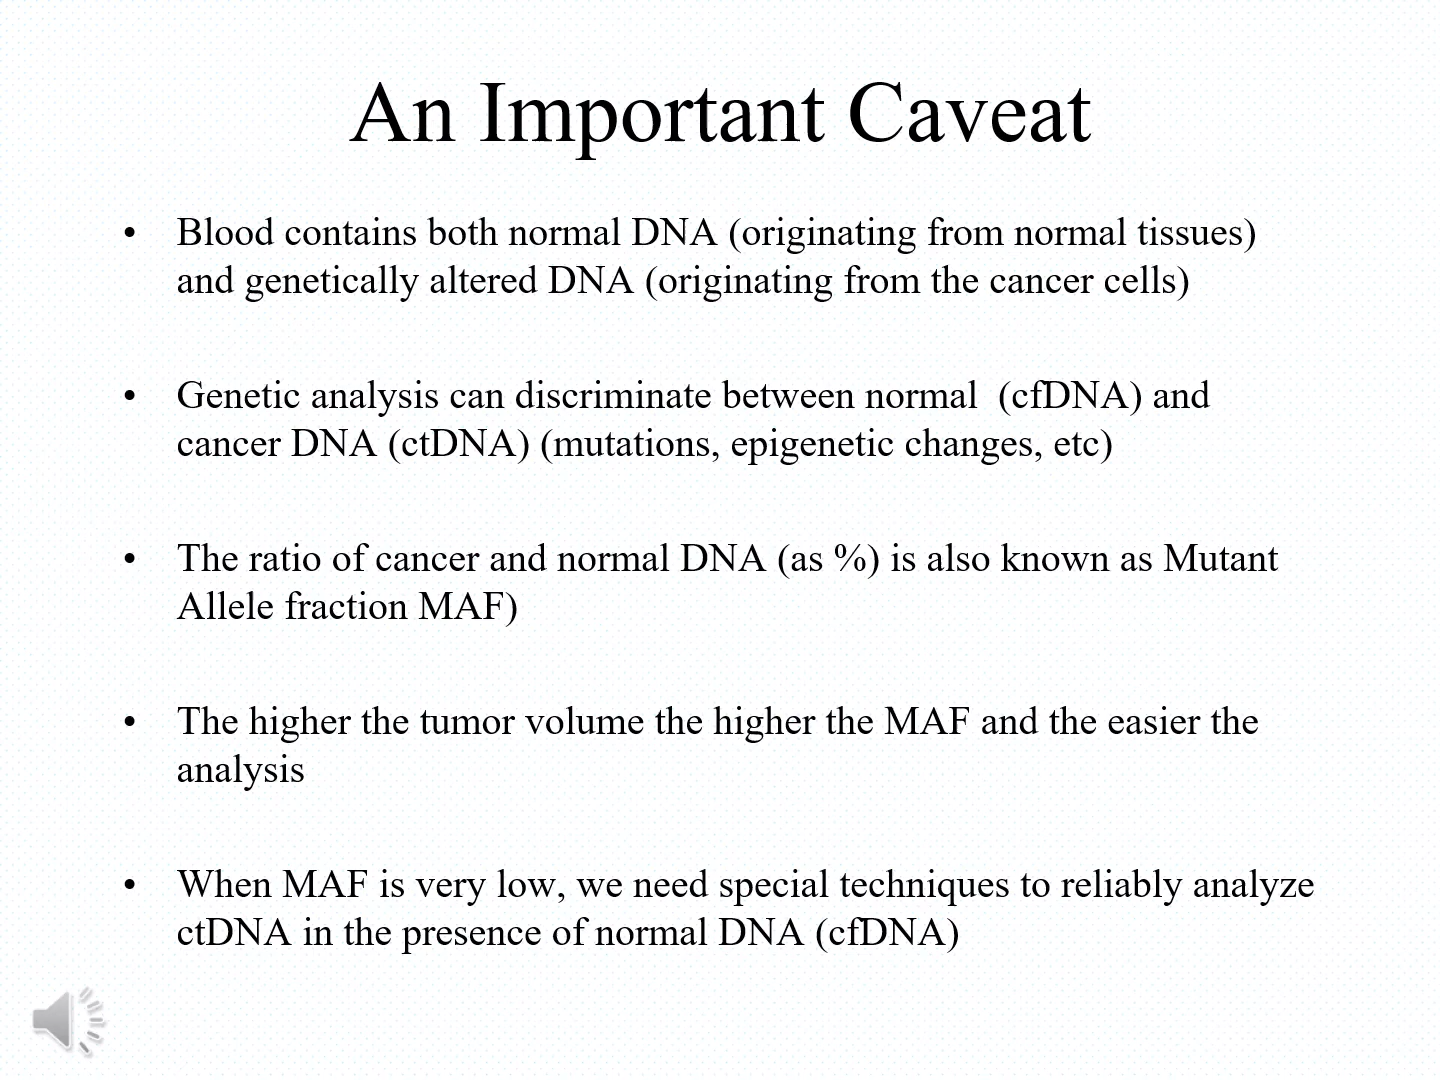 An Important Caveat
• Blood contains both normal DNA (originating from normal tissues)
and genetically altered DNA (originating from the cancer cells)
• Genetic analysis can discriminate between normal  (cfDNA) and
cancer DNA (ctDNA) (mutations, epigenetic changes, etc)
• The ratio of cancer and normal DNA (as %) is also known as Mutant
Allele fraction MAF)
• The higher the tumor volume the higher the MAF and the easier the
analysis
• When MAF is very low, we need special techniques to reliably analyze
ctDNA in the presence of normal DNA (cfDNA)